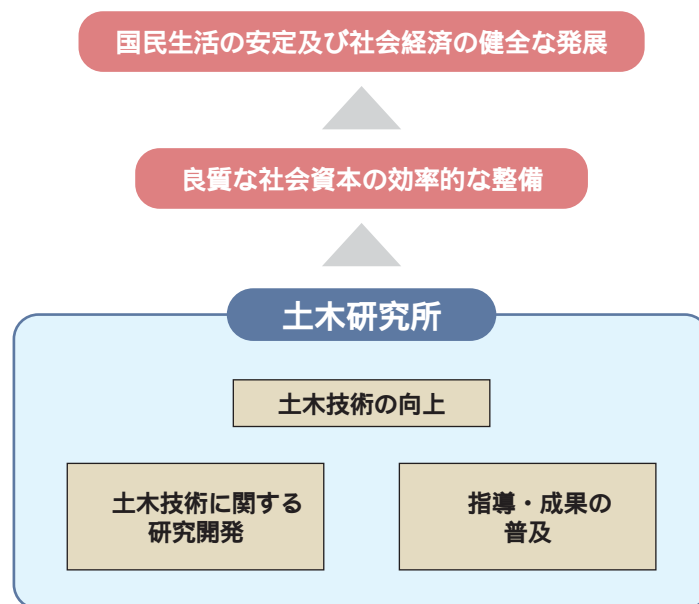 国民生活の安定及び社会経済の健全な発展
良質な社会資本の効率的な整備
土木研究所
土木技術の向上
土木技術に関する
研究開発
指導・成果の
普及